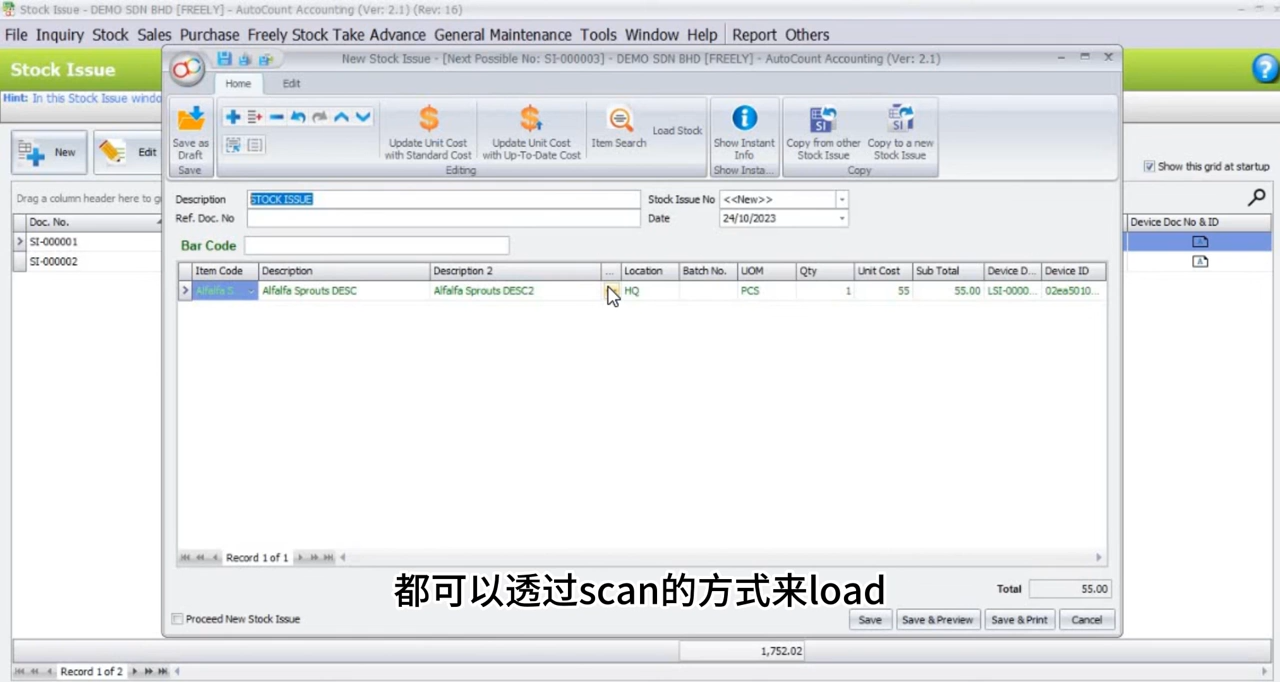 Stock Issue - DEMO SDN BHD [FREELY] - AutoCount Accounting (Ver: 2.1) (Rev: 16)
File Inquiry Stock Sales Purchase Freely Stock Take Advance General Maintenance Tools Window Help Report Others
Stock Issue
Hint: In this Stock Issue windo
New Edit
Show this grid at startup
Drag a column header here to g
Doc. No. Device Doc No & ID
SI-000001
SI-000002
New Stock Issue - [Next Possible No: SI-000003] - DEMO SDN BHD [FREELY] - AutoCount Accounting (Ver: 2.1)
Home Edit
Save as Draft
Save
Update Unit Cost with Standard Cost
Update Unit Cost with Up-To-Date Cost
Item Search
Load Stock
Editing
Show Instant Info
Show Insta...
Copy from other Stock Issue
Copy to a new Stock Issue
Copy
Description STOCK ISSUE Stock Issue No <<New>>
Ref. Doc. No Date 24/10/2023
Bar Code
Item Code Description Description 2 ... Location Batch No. UOM Qty Unit Cost Sub Total Device D... Device ID
Alfalfa S... Alfalfa Sprouts DESC Alfalfa Sprouts DESC2 HQ PCS 1 55 55.00 LSI-0000... 02ea5010...
Record 1 of 1
都可以透过scan的方式来load
Total 55.00
Proceed New Stock Issue Save Save & Preview Save & Print Cancel
1,752.02
Record 1 of 2